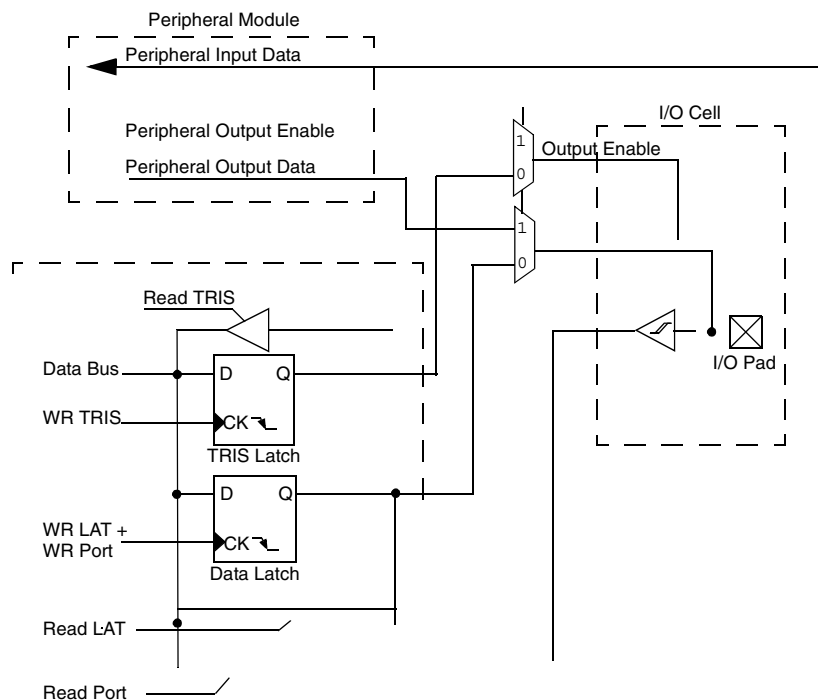 Peripheral Module
Peripheral Input Data
Peripheral Output Enable
Peripheral Output Data
1
0
Output Enable
I/O Cell
1
0
Read TRIS
Data Bus
D
Q
WR TRIS
CK
TRIS Latch
I/O Pad
D
Q
WR LAT +
WR Port
CK
Data Latch
Read LAT
Read Port